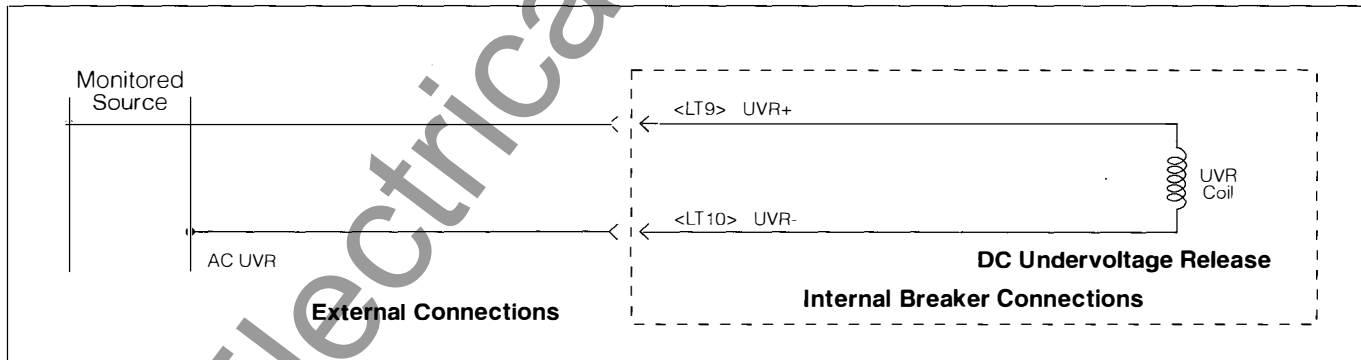 Monitored
Source
<LT9> UVR+
UVR
Coil
<LT10> UVR-
AC UVR
DC Undervoltage Release
External Connections
Internal Breaker Connections